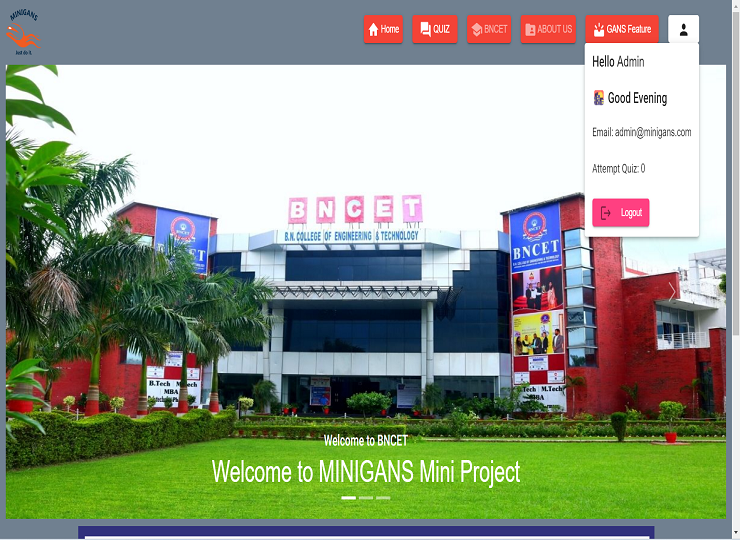 MINIGANS
Just do it.
Home
QUIZ
BNCET
ABOUT US
GANS Feature
Hello Admin
Good Evening
Email: admin@minigans.com
Attempt Quiz: 0
Logout
BNCET
B.N. COLLEGE OF ENGINEERING & TECHNOLOGY
BNCET
BNCET
B.Tech M.Tech
MBA
B.Tech M.Tech
MBA
Welcome to BNCET
Welcome to MINIGANS Mini Project